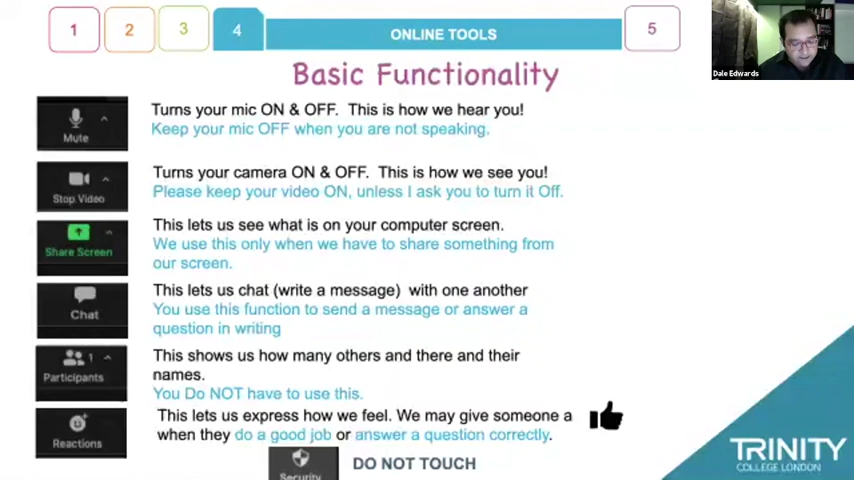 1
2
3
4
ONLINE TOOLS
5
Dale Edwards
Basic Functionality
Mute
Turns your mic ON & OFF. This is how we hear you!
Keep your mic OFF when you are not speaking.
Stop Video
Turns your camera ON & OFF. This is how we see you!
Please keep your video ON, unless I ask you to turn it Off.
Share Screen
This lets us see what is on your computer screen.
We use this only when we have to share something from
our screen.
Chat
This lets us chat (write a message) with one another
You use this function to send a message or answer a
question in writing
1
Participants
This shows us how many others and there and their
names.
You Do NOT have to use this.
Reactions
This lets us express how we feel. We may give someone a
when they do a good job or answer a question correctly.
Security
DO NOT TOUCH
TRINITY
COLLEGE LONDON